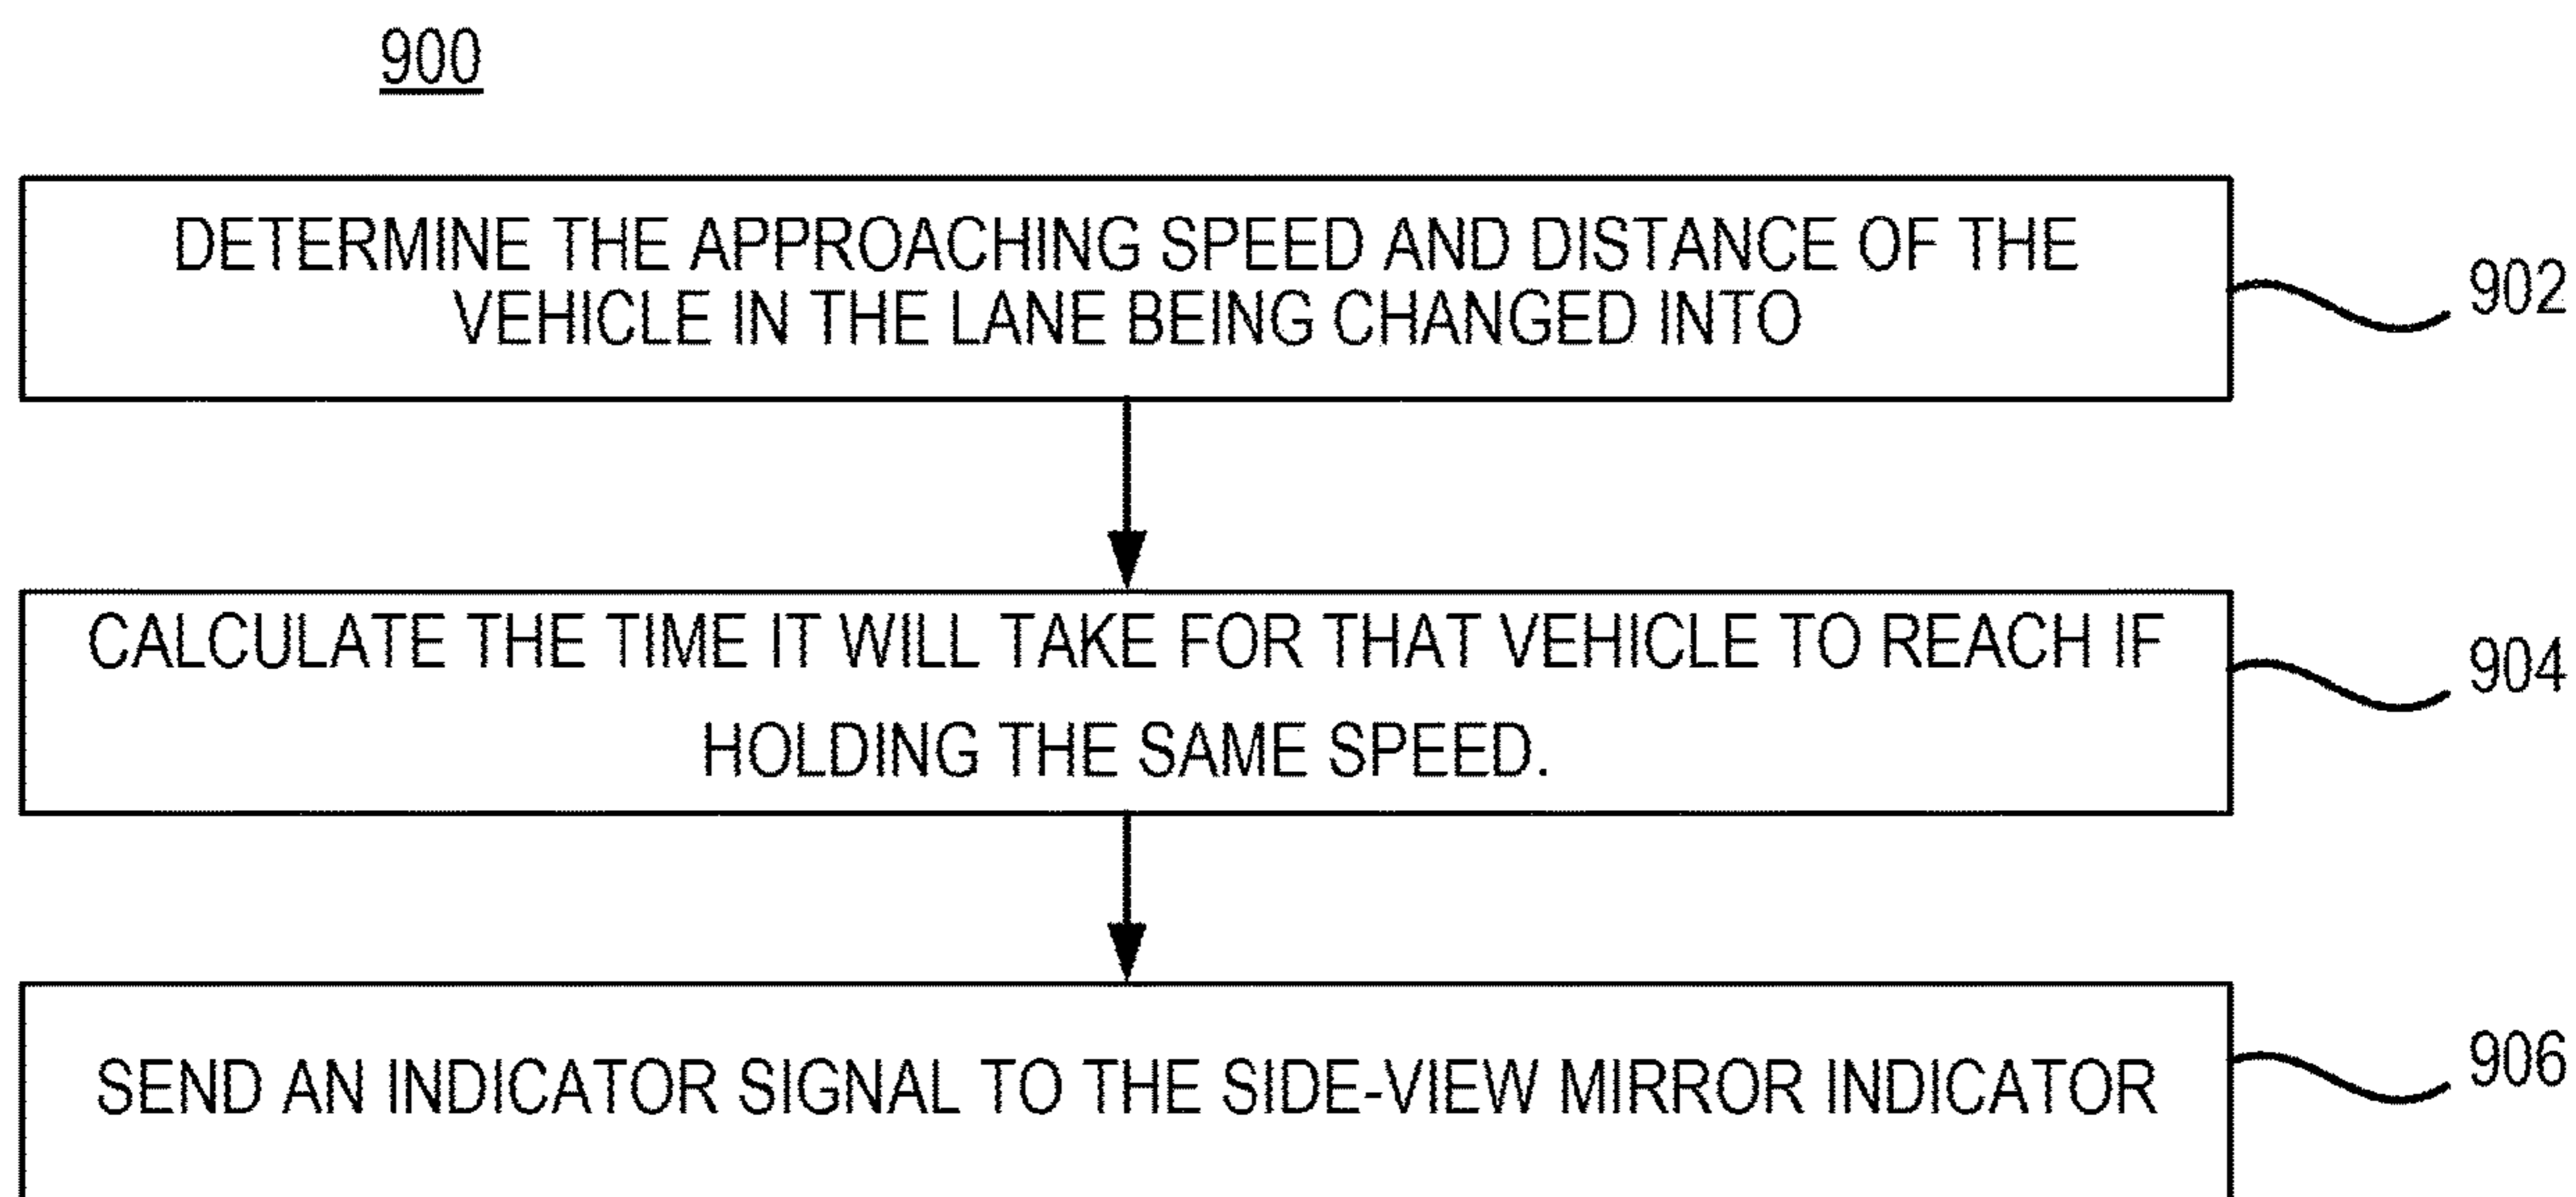 900
DETERMINE THE APPROACHING SPEED AND DISTANCE OF THE
VEHICLE IN THE LANE BEING CHANGED INTO
902
CALCULATE THE TIME IT WILL TAKE FOR THAT VEHICLE TO REACH IF
HOLDING THE SAME SPEED.
904
SEND AN INDICATOR SIGNAL TO THE SIDE-VIEW MIRROR INDICATOR
906